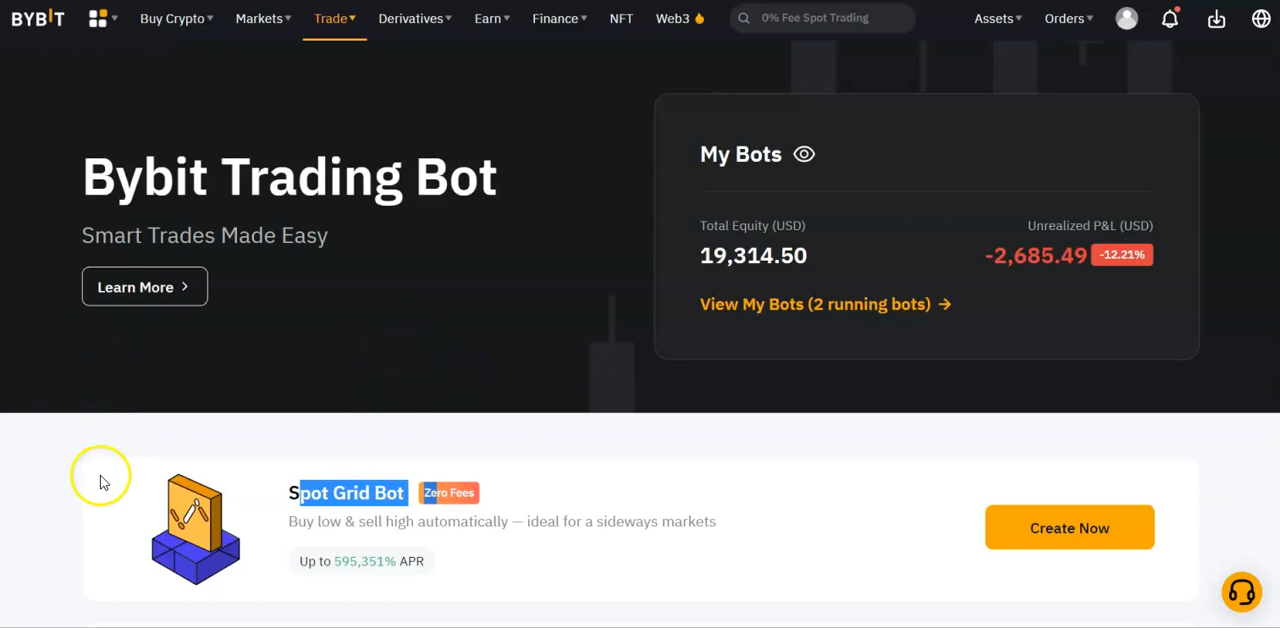 BYBIT Buy Crypto Markets Trade Derivatives Earn Finance NFT Web3 0% Fee Spot Trading Assets Orders
Bybit Trading Bot
Smart Trades Made Easy
Learn More
My Bots
Total Equity (USD) Unrealized P&L (USD)
19,314.50 -2,685.49 -12.21%
View My Bots (2 running bots)
Spot Grid Bot Zero Fees
Buy low & sell high automatically — ideal for a sideways markets
Up to 595,351% APR
Create Now